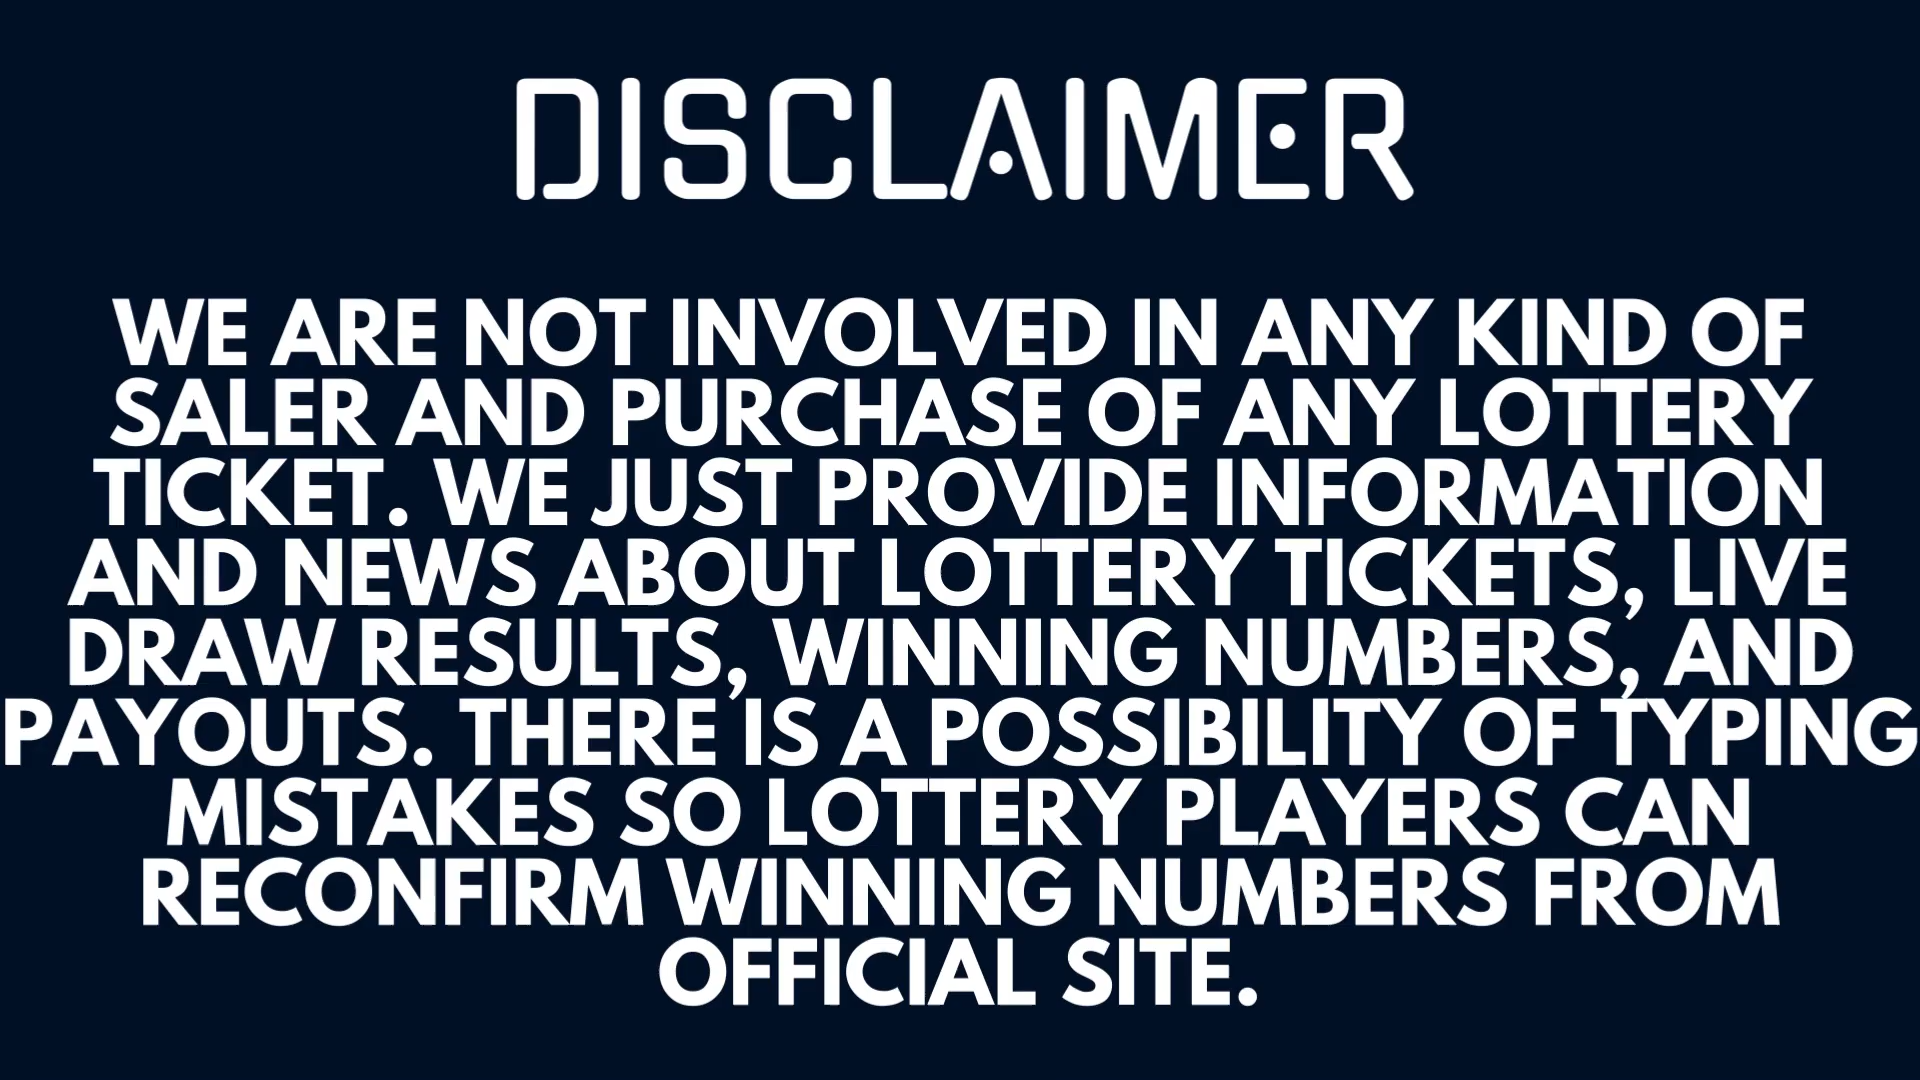 DISCLAIMER
WE ARE NOT INVOLVED IN ANY KIND OF
SALER AND PURCHASE OF ANY LOTTERY
TICKET. WE JUST PROVIDE INFORMATION
AND NEWS ABOUT LOTTERY TICKETS, LIVE
DRAW RESULTS, WINNING NUMBERS, AND
PAYOUTS. THERE IS A POSSIBILITY OF TYPING
MISTAKES SO LOTTERY PLAYERS CAN
RECONFIRM WINNING NUMBERS FROM
OFFICIAL SITE.